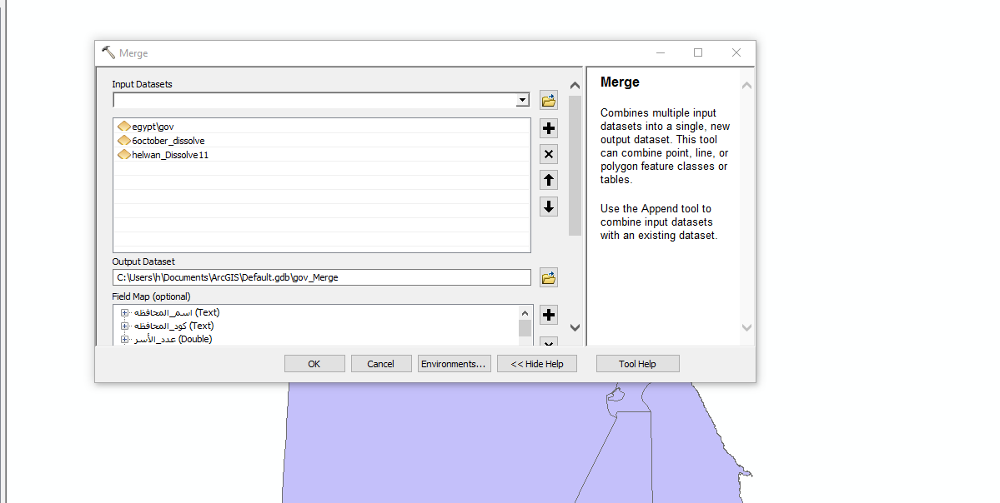 Merge
Input Datasets
egypt\gov
6october_dissolve
helwan_Dissolve11
Output Dataset
C:\Users\h\Documents\ArcGIS\Default.gdb\gov_Merge
Field Map (optional)
اسم_المحافظه (Text)
كود_المحافظه (Text)
عدد_الأسر (Double)
OK
Cancel
Environments...
<< Hide Help
Tool Help
Merge
Combines multiple input
datasets into a single, new
output dataset. This tool
can combine point, line, or
polygon feature classes or
tables.
Use the Append tool to
combine input datasets
with an existing dataset.